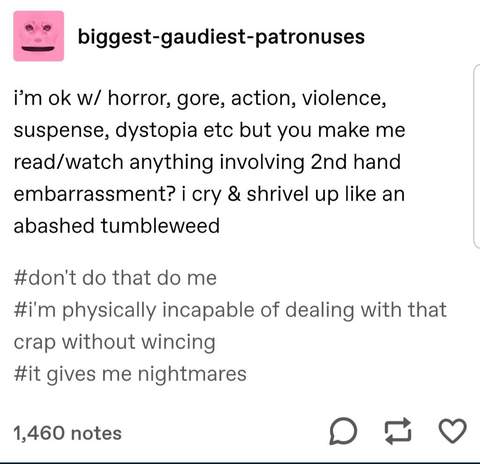 biggest-gaudiest-patronuses
i’m ok w/ horror, gore, action, violence,
suspense, dystopia etc but you make me
read/watch anything involving 2nd hand
embarrassment? i cry & shrivel up like an
abashed tumbleweed
#don't do that do me
#i'm physically incapable of dealing with that
crap without wincing
#it gives me nightmares
1,460 notes